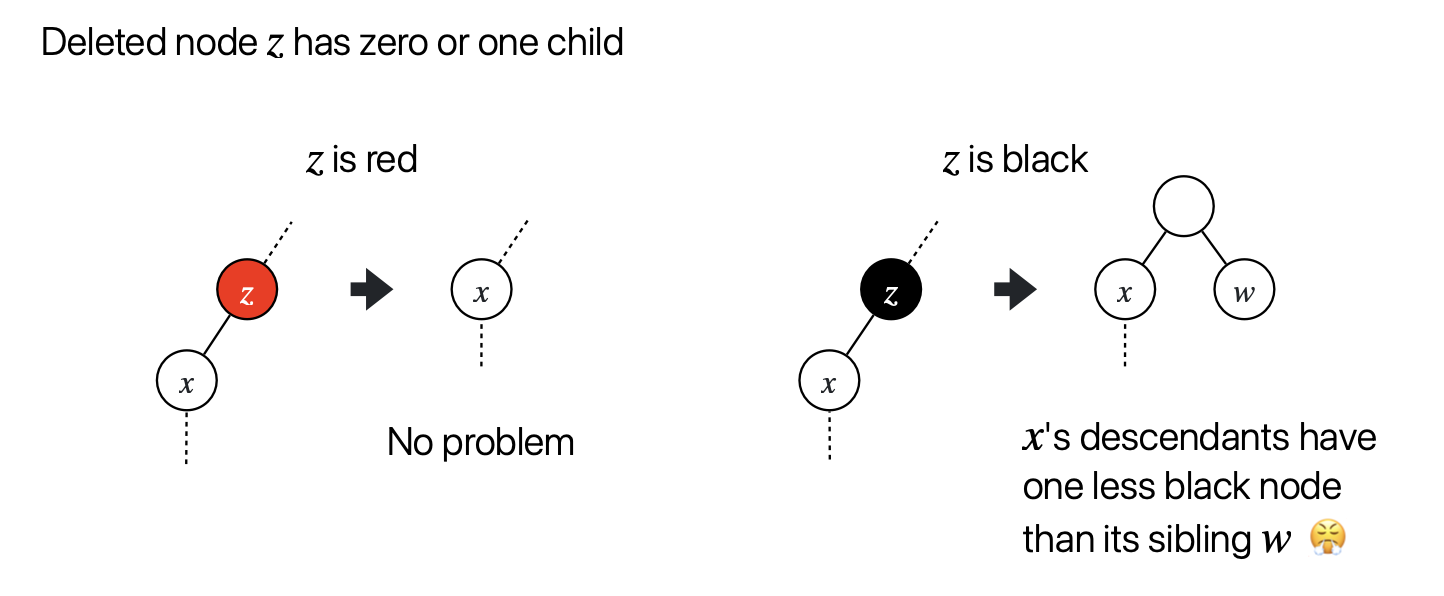 Deleted node z has zero or one child
z is red
z is black
z
x
x
No problem
z
x
x
w
x's descendants have
one less black node
than its sibling w 😤